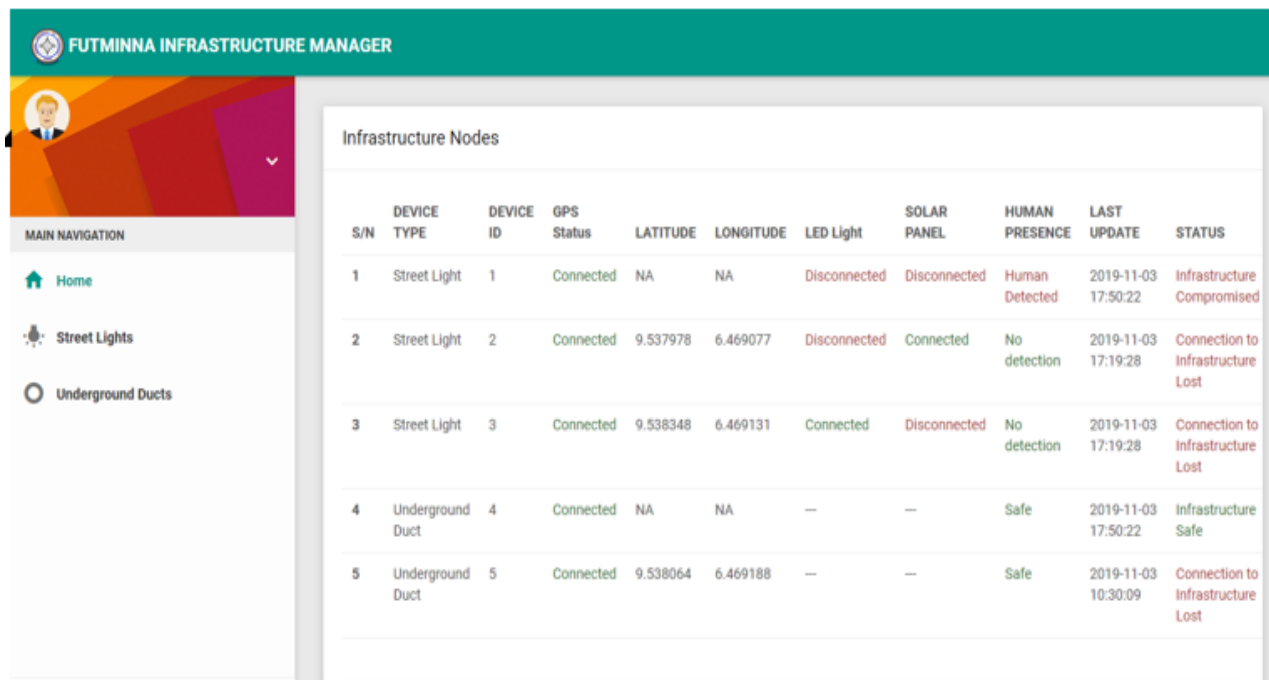 FUTMINNA INFRASTRUCTURE MANAGER
MAIN NAVIGATION
Home
Street Lights
Underground Ducts
Infrastructure Nodes
S/N DEVICE TYPE DEVICE ID GPS Status LATITUDE LONGITUDE LED Light SOLAR PANEL HUMAN PRESENCE LAST UPDATE STATUS
1 Street Light 1 Connected NA NA Disconnected Disconnected Human Detected 2019-11-03 17:50:22 Infrastructure Compromised
2 Street Light 2 Connected 9.537978 6.469077 Disconnected Connected No detection 2019-11-03 17:19:28 Connection to Infrastructure Lost
3 Street Light 3 Connected 9.538348 6.469131 Connected Disconnected No detection 2019-11-03 17:19:28 Connection to Infrastructure Lost
4 Underground Duct 4 Connected NA NA --- --- Safe 2019-11-03 17:50:22 Infrastructure Safe
5 Underground Duct 5 Connected 9.538064 6.469188 --- --- Safe 2019-11-03 10:30:09 Connection to Infrastructure Lost